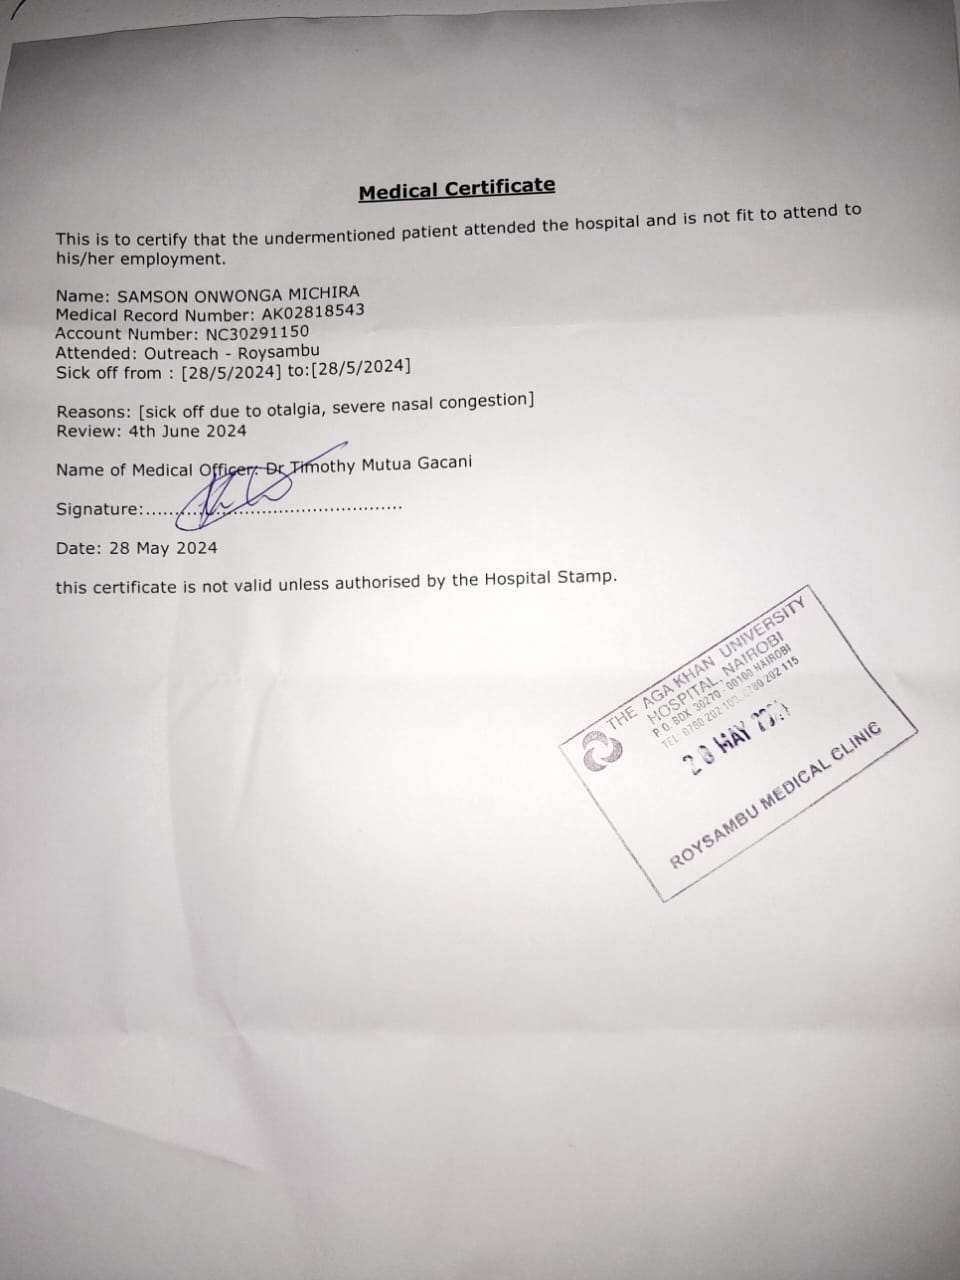 Medical Certificate
This is to certify that the undermentioned patient attended the hospital and is not fit to attend to
his/her employment.
Name: SAMSON ONWONGA MICHIRA
Medical Record Number: AK02818543
Account Number: NC30291150
Attended: Outreach - Roysambu
Sick off from : [28/5/2024] to:[28/5/2024]
Reasons: [sick off due to otalgia, severe nasal congestion]
Review: 4th June 2024
Name of Medical Officer: Dr Timothy Mutua Gacani
Signature:..........................................
Date: 28 May 2024
this certificate is not valid unless authorised by the Hospital Stamp.
THE AGA KHAN UNIVERSITY
HOSPITAL, NAIROBI
P.O. BOX 30270 - 00100 NAIROBI
TEL: 0780 202 103, 0780 202 115
MAY
ROYSAMBU MEDICAL CLINIC